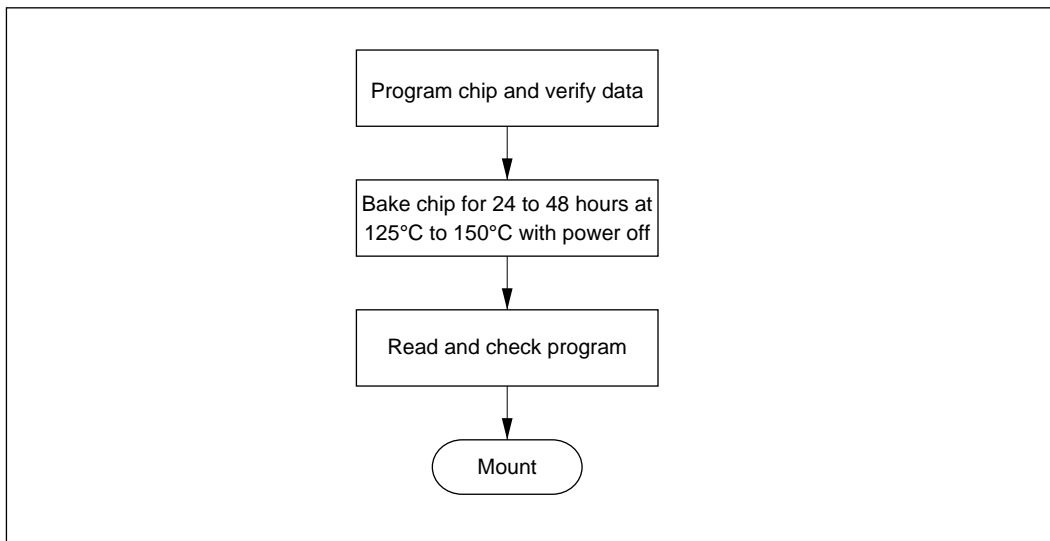 Program chip and verify data
Bake chip for 24 to 48 hours at
125°C to 150°C with power off
Read and check program
Mount